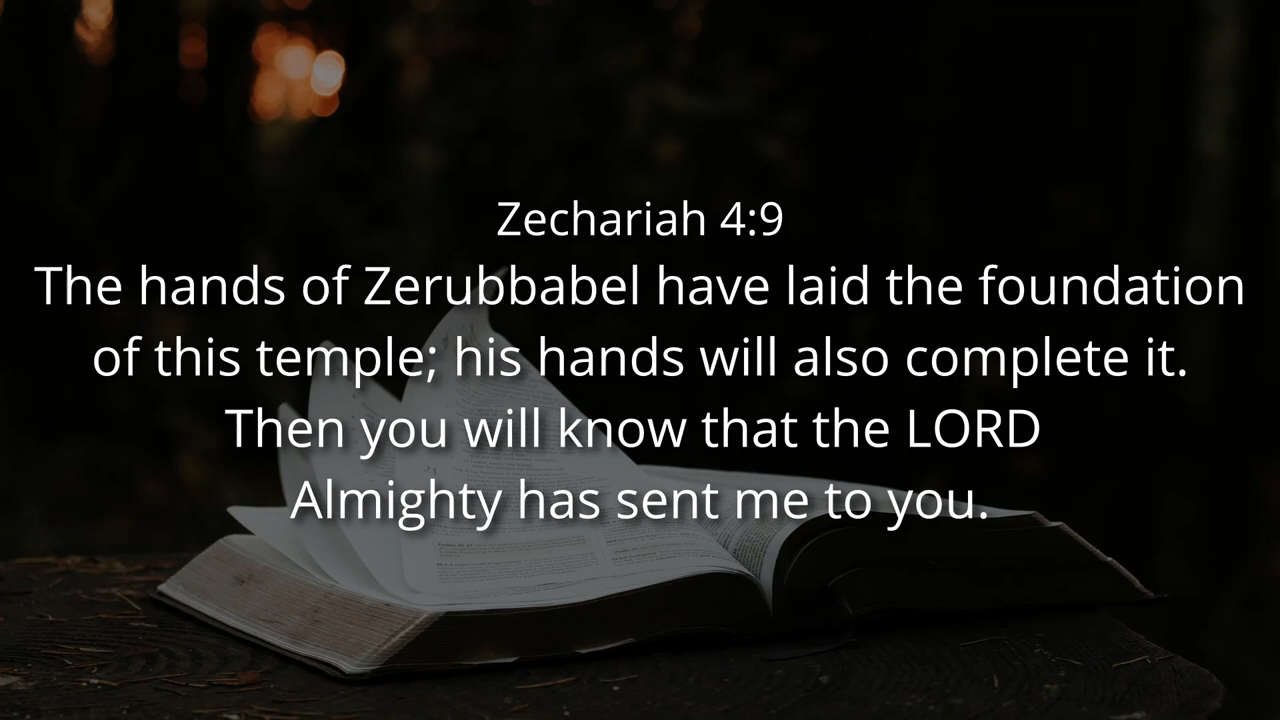 Zechariah 4:9
The hands of Zerubbabel have laid the foundation
of this temple; his hands will also complete it.
Then you will know that the LORD
Almighty has sent me to you.